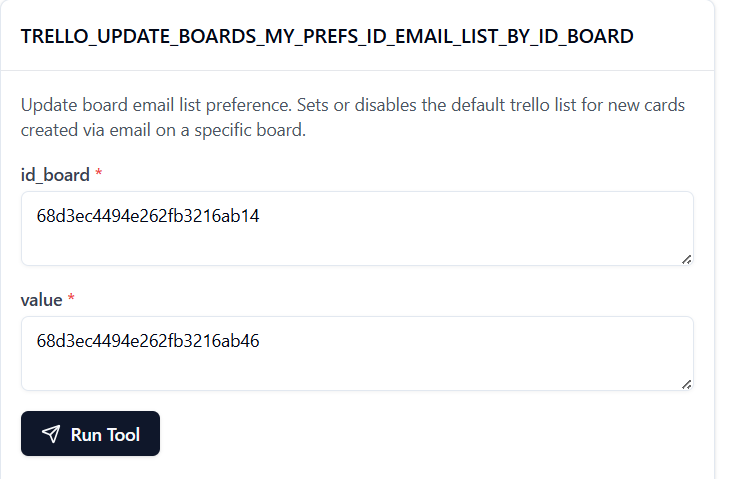 TRELLO_UPDATE_BOARDS_MY_PREFS_ID_EMAIL_LIST_BY_ID_BOARD
Update board email list preference. Sets or disables the default trello list for new cards
created via email on a specific board.
id_board *
68d3ec4494e262fb3216ab14
value *
68d3ec4494e262fb3216ab46
Run Tool